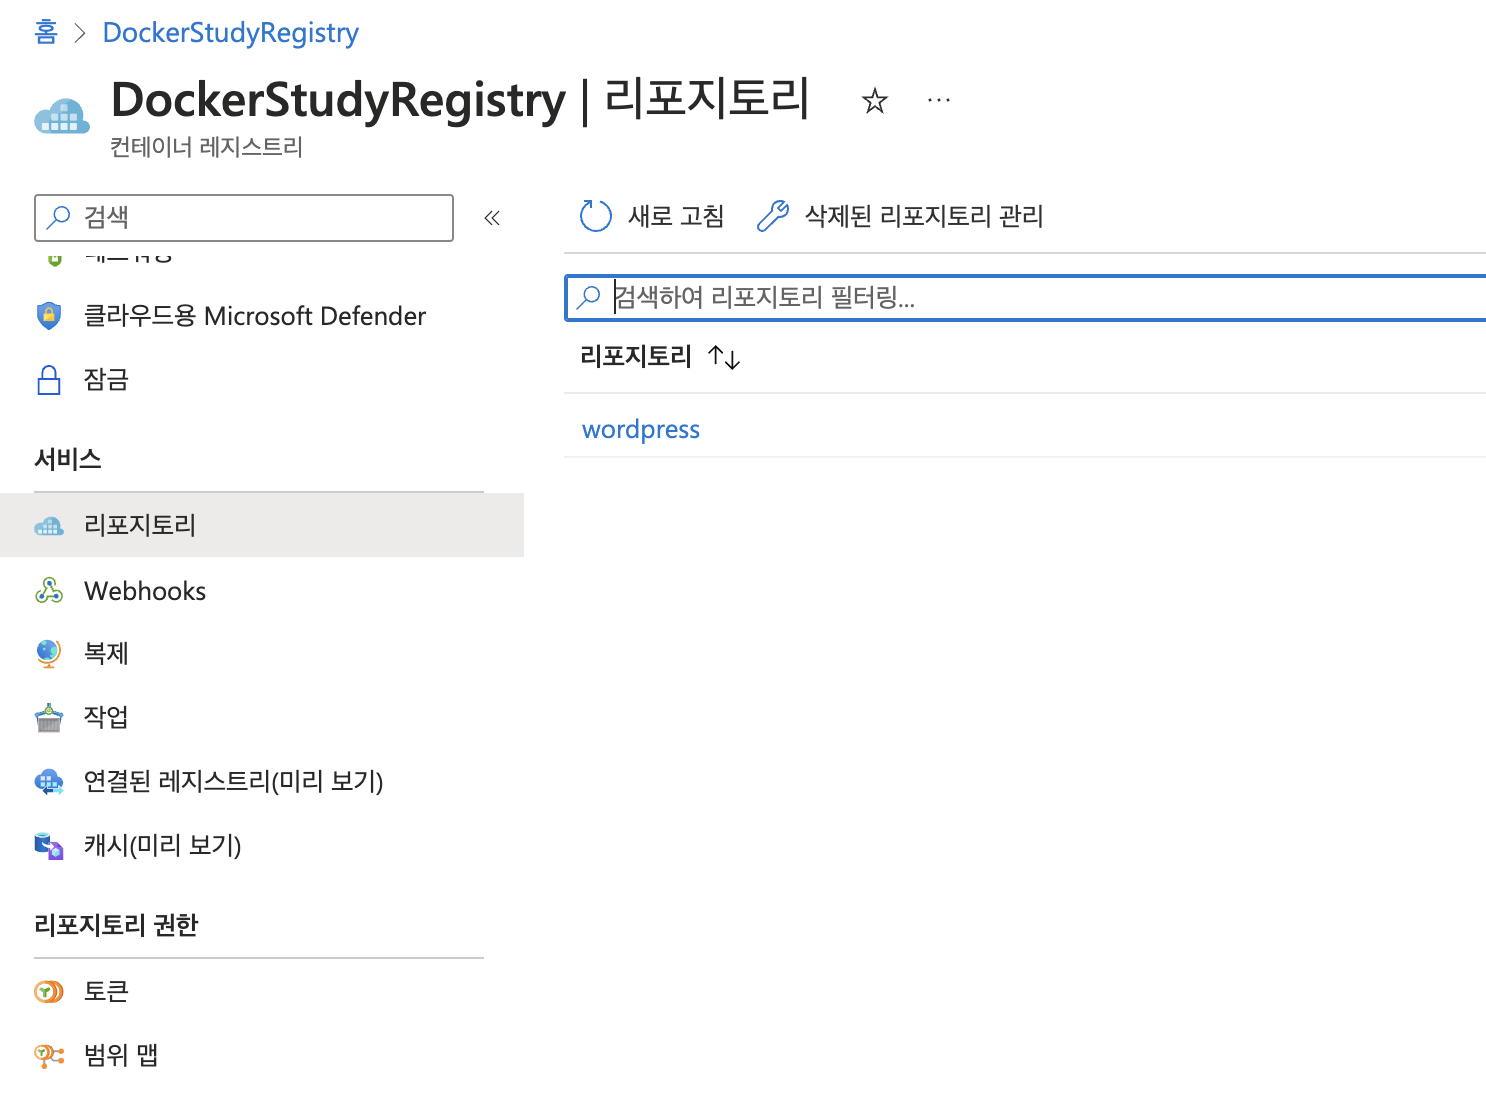 홈 > DockerStudyRegistry
DockerStudyRegistry | 리포지토리
컨테이너 레지스트리
검색
클라우드용 Microsoft Defender
잠금
서비스
리포지토리
Webhooks
복제
작업
연결된 레지스트리(미리 보기)
캐시(미리 보기)
리포지토리 권한
토큰
범위 맵
새로 고침
삭제된 리포지토리 관리
검색하여 리포지토리 필터링...
리포지토리
wordpress